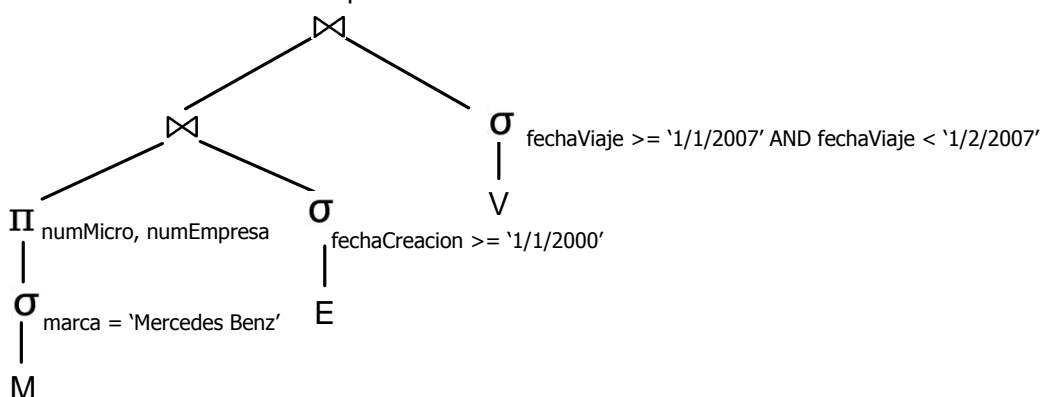 ⋈
σ fechaViaje >= ‘1/1/2007’ AND fechaViaje < ‘1/2/2007’
⋈
V
Π numMicro, numEmpresa
σ fechaCreacion >= ‘1/1/2000’
σ marca = ‘Mercedes Benz’
E
M